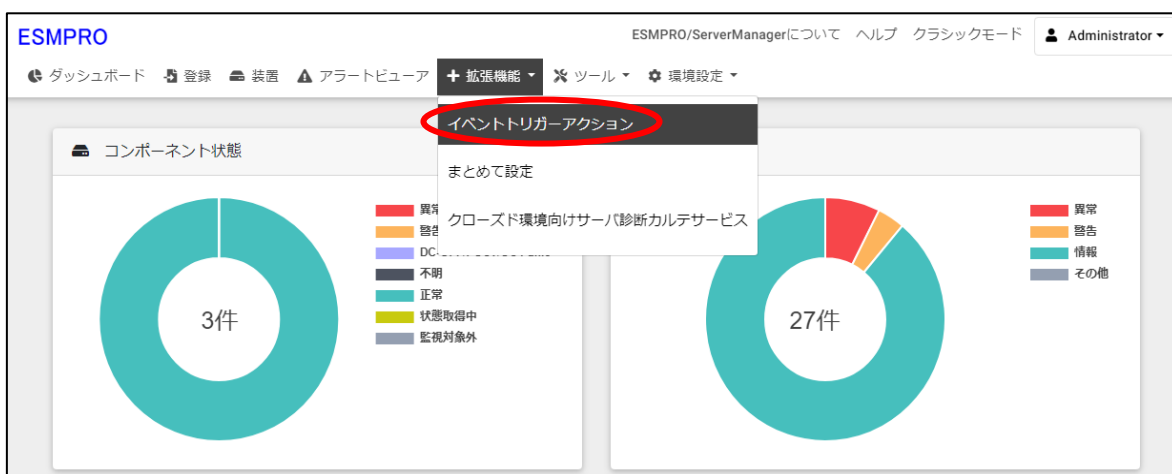 ESMPRO
ESMPRO/ServerManagerについて ヘルプ クラシックモード Administrator
ダッシュボード 登録 装置 アラートビューア 拡張機能 ツール 環境設定
イベントトリガーアクション
まとめて設定
クローズド環境向けサーバ診断カルテサービス
コンポーネント状態
異常
警告
DC-
不明
正常
状態取得中
監視対象外
3件
異常
警告
情報
その他
27件